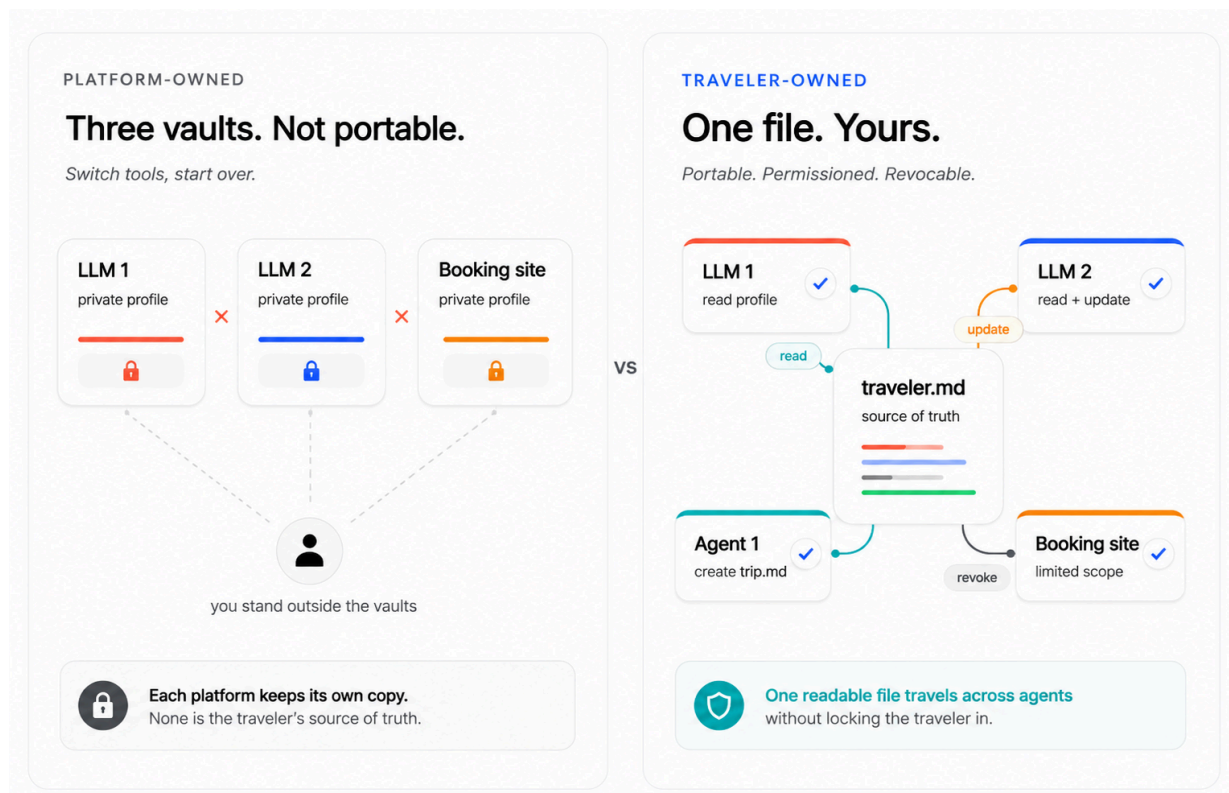 PLATFORM-OWNED
Three vaults. Not portable.
Switch tools, start over.
LLM 1
private profile
LLM 2
private profile
Booking site
private profile
you stand outside the vaults
Each platform keeps its own copy.
None is the traveler's source of truth.
VS
TRAVELER-OWNED
One file. Yours.
Portable. Permissioned. Revocable.
LLM 1
read profile
LLM 2
read + update
update
read
traveler.md
source of truth
Agent 1
create trip.md
Booking site
limited scope
revoke
One readable file travels across agents
without locking the traveler in.